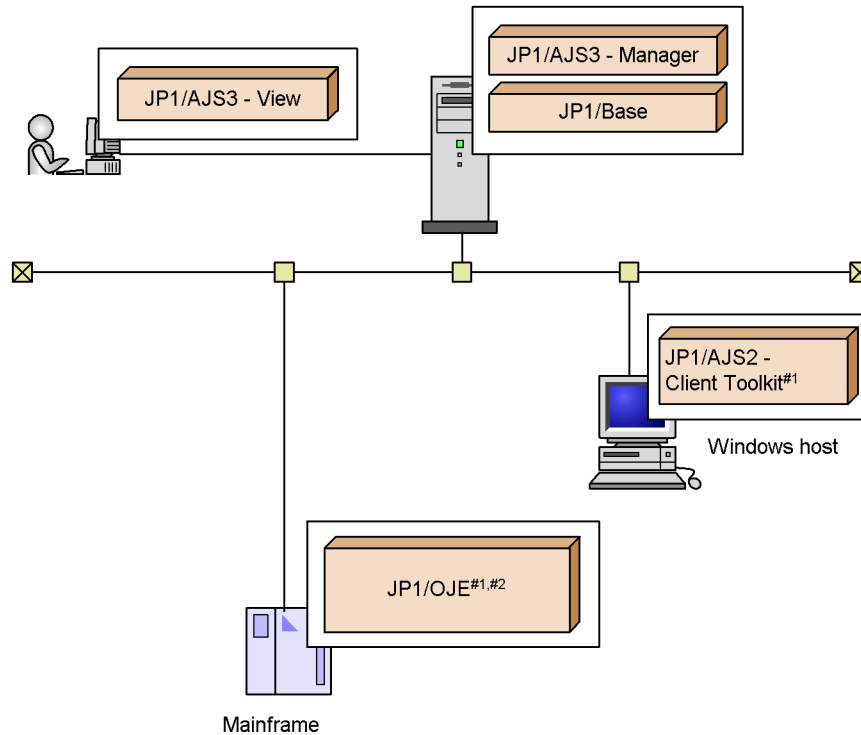 JP1/AJS3 - View
JP1/AJS3 - Manager
JP1/Base
JP1/AJS2 -
Client Toolkit#1
Windows host
JP1/OJE#1,#2
Mainframe